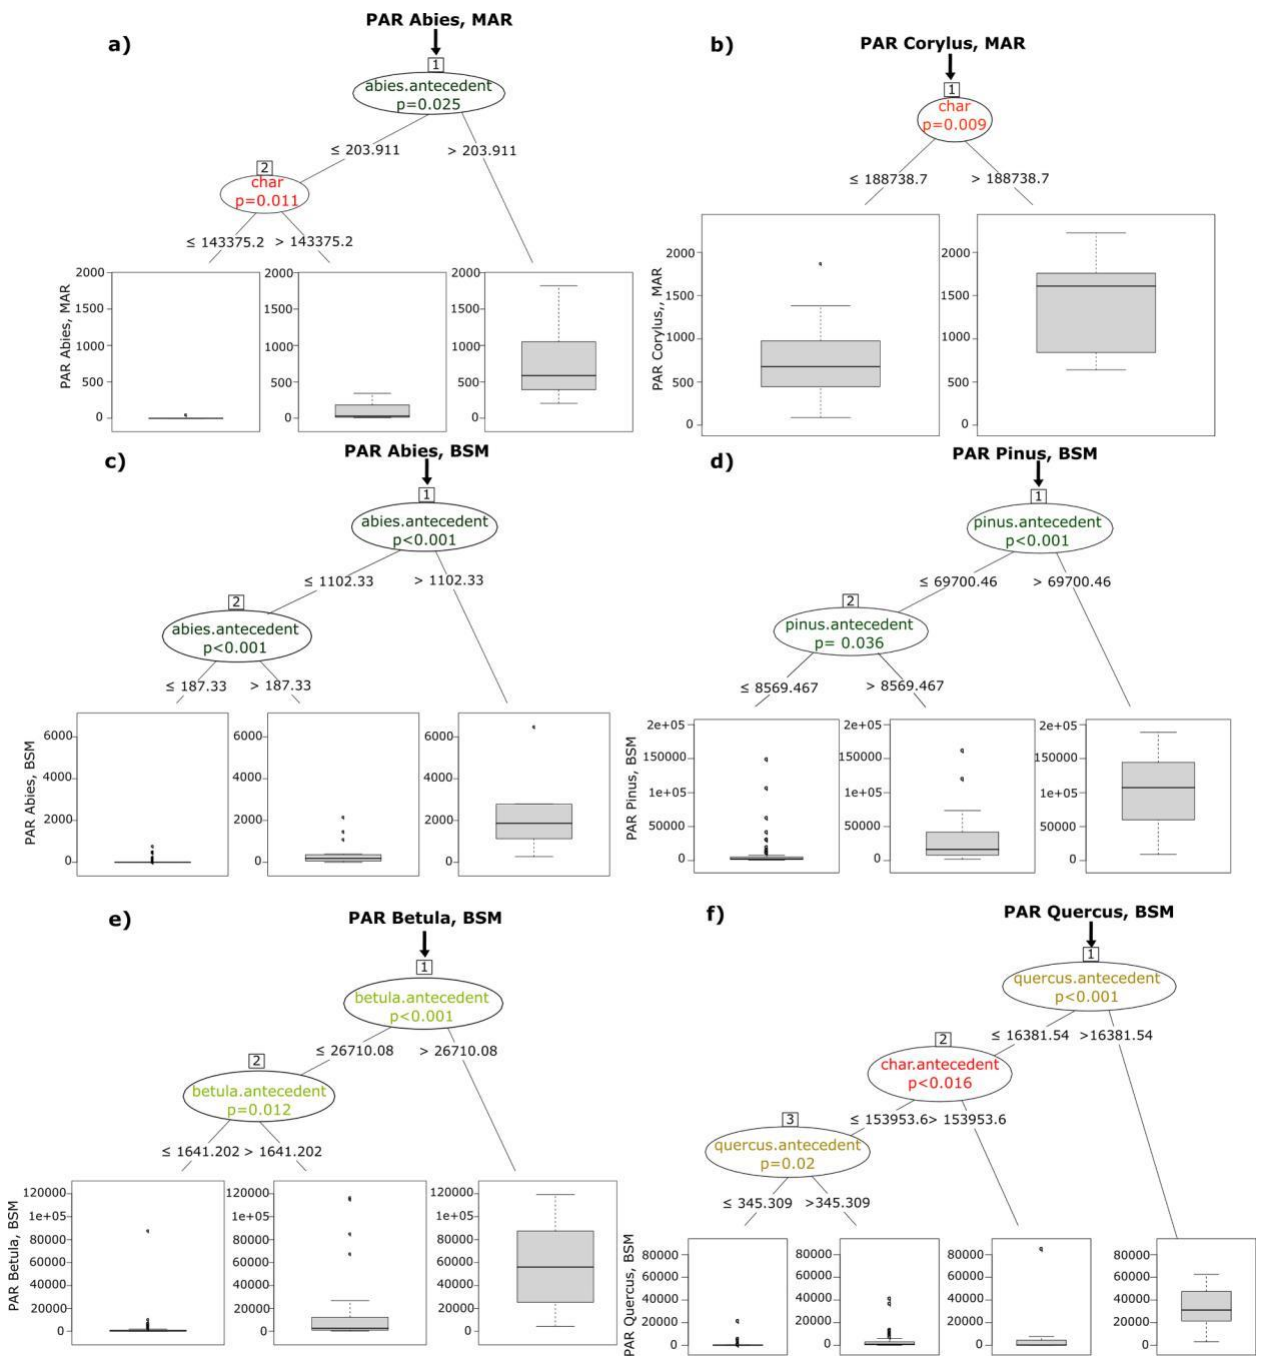 a)
PAR Abies, MAR
1
abies.antecedent
p=0.025
≤ 203.911
> 203.911
2
char
p=0.011
≤ 143375.2 > 143375.2
PAR Abies, MAR
2000
1500
1000
500
0
2000
1500
1000
500
0
2000
1500
1000
500
0
b)
PAR Corylus, MAR
1
char
p=0.009
≤ 188738.7
> 188738.7
PAR Corylus,, MAR
2000
1500
1000
500
0
2000
1500
1000
500
0
c)
PAR Abies, BSM
1
abies.antecedent
p<0.001
≤ 1102.33
> 1102.33
2
abies.antecedent
p<0.001
≤ 187.33
> 187.33
PAR Abies, BSM
6000
4000
2000
0
6000
4000
2000
0
6000
4000
2000
0
d)
PAR Pinus, BSM
1
pinus.antecedent
p<0.001
≤ 69700.46
> 69700.46
2
pinus.antecedent
p= 0.036
≤ 8569.467
> 8569.467
PAR Pinus, BSM
2e+05
150000
1e+05
50000
0
2e+05
150000
1e+05
50000
0
2e+05
150000
1e+05
50000
0
e)
PAR Betula, BSM
1
betula.antecedent
p<0.001
≤ 26710.08
> 26710.08
2
betula.antecedent
p=0.012
≤ 1641.202 > 1641.202
PAR Betula, BSM
120000
1e+05
80000
60000
40000
20000
0
120000
1e+05
80000
60000
40000
20000
0
120000
1e+05
80000
60000
40000
20000
0
f)
PAR Quercus, BSM
1
quercus.antecedent
p<0.001
≤ 16381.54
>16381.54
2
char.antecedent
p<0.016
≤ 153953.6> 153953.6
3
quercus.antecedent
p=0.02
≤ 345.309
>345.309
PAR Quercus, BSM
80000
60000
40000
20000
0
80000
60000
40000
20000
0
80000
60000
40000
20000
0
80000
60000
40000
20000
0